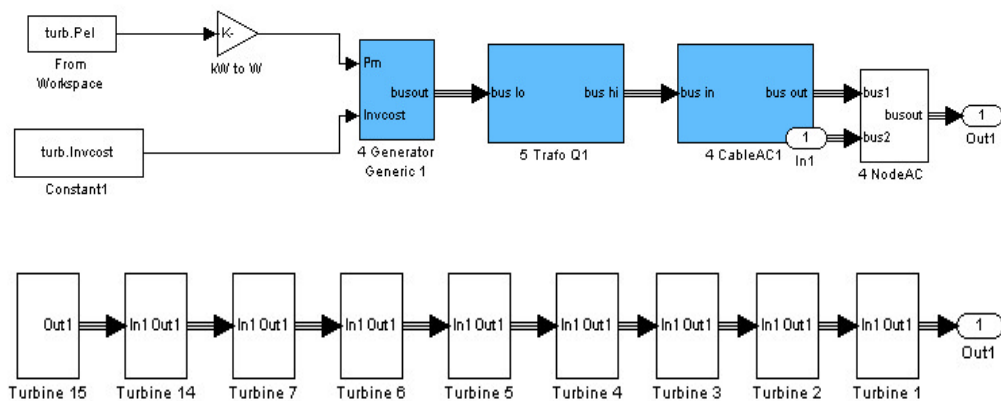 turb.Pel
From
Workspace
K-
kW to W
turb.Invcost
Constant1
Pm
busout
Invcost
4 Generator
Generic 1
bus lo
bus hi
5 Trafo Q1
bus in
bus out
4 CableAC1
1
In1
bus1
busout
bus2
4 NodeAC
1
Out1
Out1
In1 Out1
In1 Out1
In1 Out1
In1 Out1
In1 Out1
In1 Out1
In1 Out1
In1 Out1
1
Out1
Turbine 15
Turbine 14
Turbine 7
Turbine 6
Turbine 5
Turbine 4
Turbine 3
Turbine 2
Turbine 1